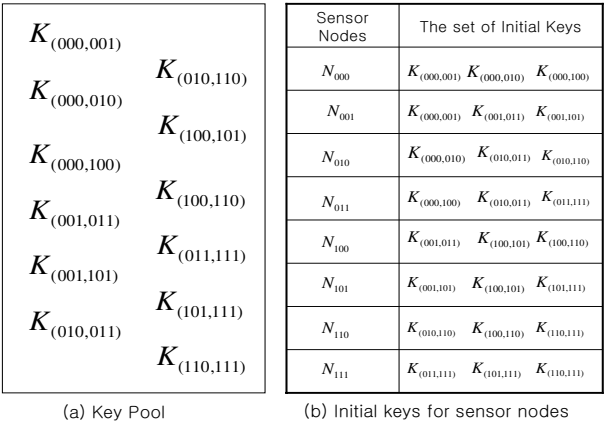 K(000,001)
K(000,010)
K(000,100)
K(001,011)
K(001,101)
K(010,011)
K(010,110)
K(100,101)
K(100,110)
K(011,111)
K(101,111)
K(110,111)
(a) Key Pool
Sensor Nodes The set of Initial Keys
N000 K(000,001) K(000,010) K(000,100)
N001 K(000,001) K(001,011) K(001,101)
N010 K(000,010) K(010,011) K(010,110)
N011 K(000,100) K(010,011) K(011,111)
N100 K(001,011) K(100,101) K(100,110)
N101 K(001,101) K(100,101) K(101,111)
N110 K(010,110) K(100,110) K(110,111)
N111 K(011,111) K(101,111) K(110,111)
(b) Initial keys for sensor nodes